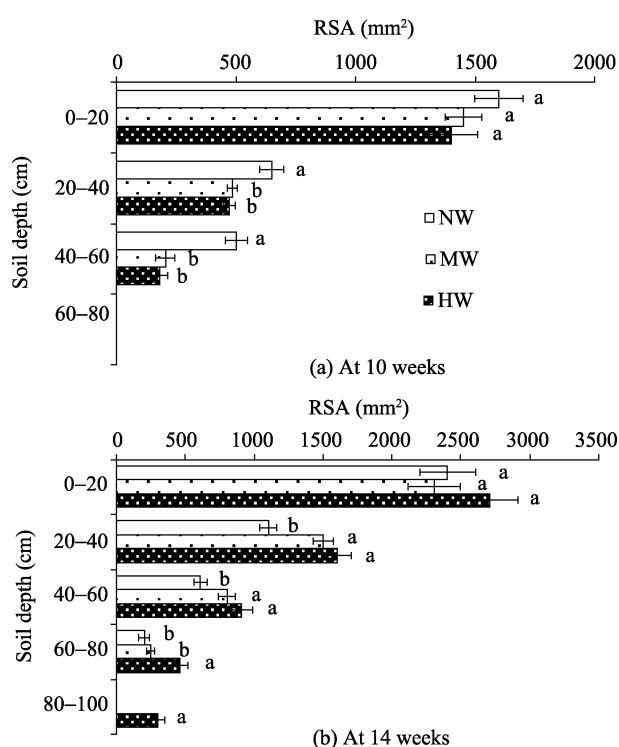 RSA (mm²)
0 500 1000 1500 2000
Soil depth (cm)
0–20
a
a
a
20–40
a
b
b
40–60
a
b
b
60–80
NW
MW
HW
(a) At 10 weeks
RSA (mm²)
0 500 1000 1500 2000 2500 3000 3500
Soil depth (cm)
0–20
a
a
a
20–40
b
a
a
40–60
b
a
a
60–80
b
b
a
80–100
a
(b) At 14 weeks